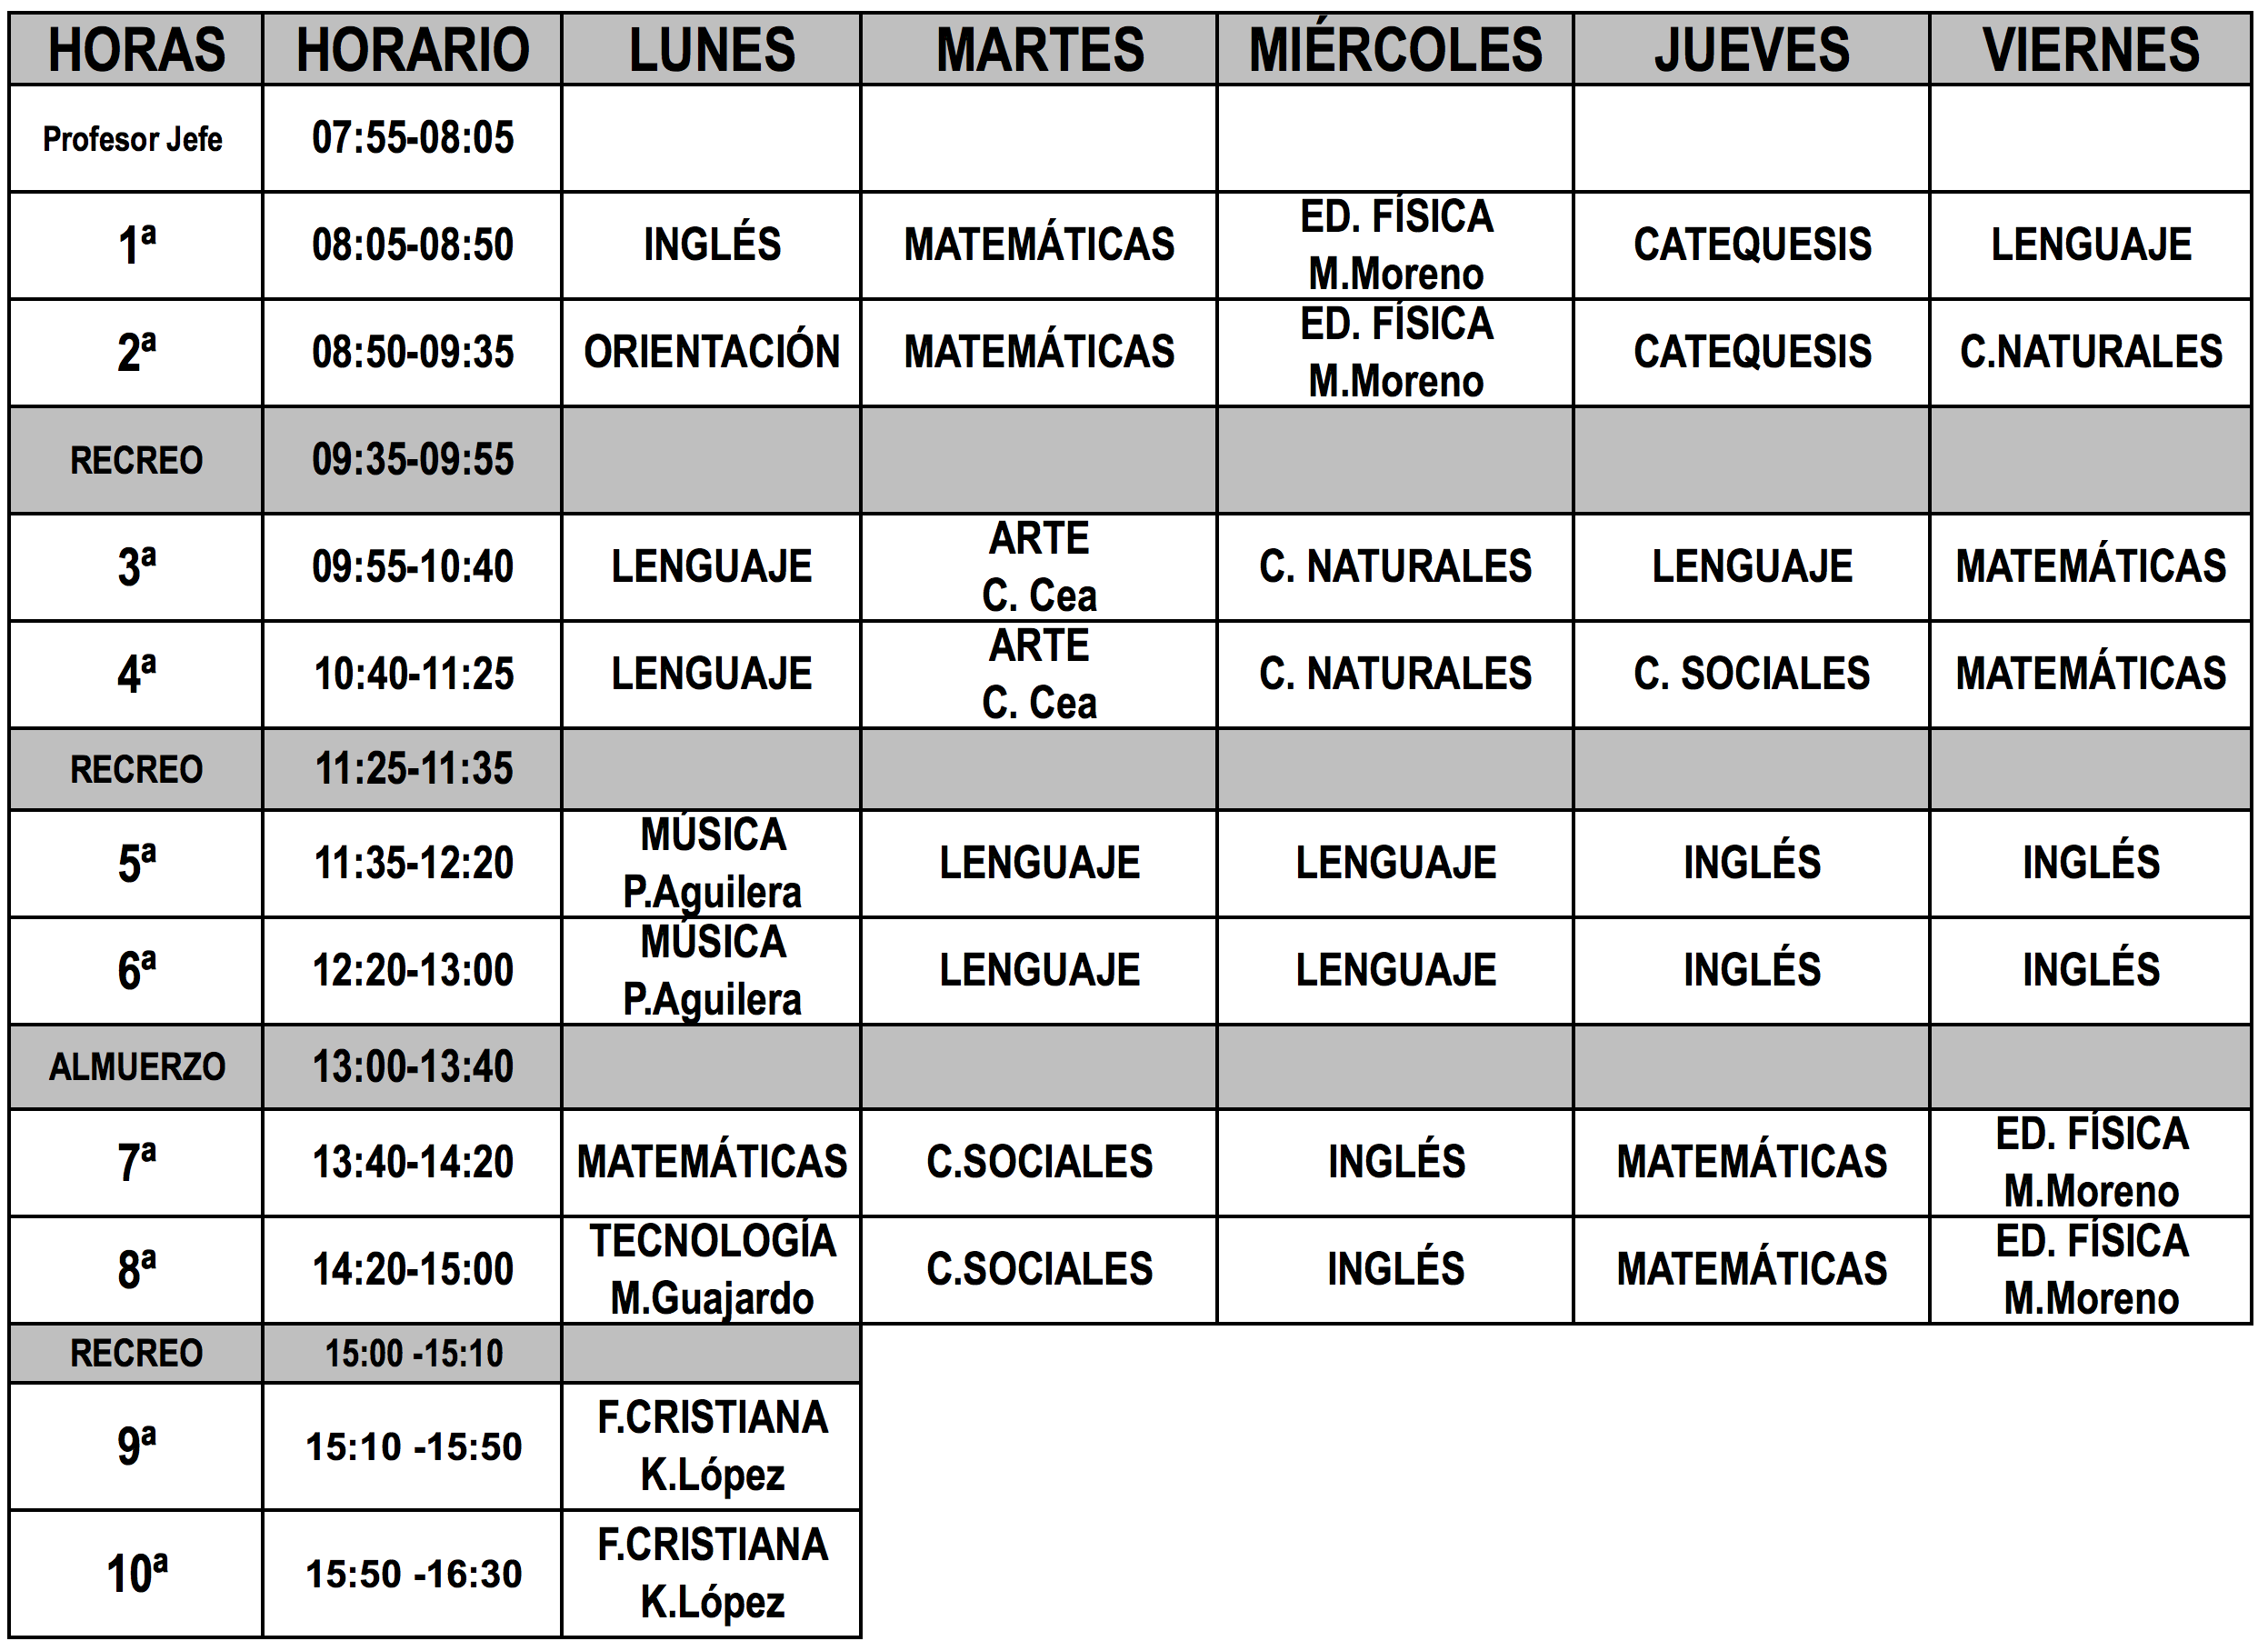 HORAS HORARIO LUNES MARTES MIÉRCOLES JUEVES VIERNES
Profesor Jefe 07:55-08:05
1ª 08:05-08:50 INGLÉS MATEMÁTICAS ED. FÍSICA M.Moreno CATEQUESIS LENGUAJE
2ª 08:50-09:35 ORIENTACIÓN MATEMÁTICAS ED. FÍSICA M.Moreno CATEQUESIS C.NATURALES
RECREO 09:35-09:55
3ª 09:55-10:40 LENGUAJE ARTE C. Cea C. NATURALES LENGUAJE MATEMÁTICAS
4ª 10:40-11:25 LENGUAJE ARTE C. Cea C. NATURALES C. SOCIALES MATEMÁTICAS
RECREO 11:25-11:35
5ª 11:35-12:20 MÚSICA P.Aguilera LENGUAJE LENGUAJE INGLÉS INGLÉS
6ª 12:20-13:00 MÚSICA P.Aguilera LENGUAJE LENGUAJE INGLÉS INGLÉS
ALMUERZO 13:00-13:40
7ª 13:40-14:20 MATEMÁTICAS C.SOCIALES INGLÉS MATEMÁTICAS ED. FÍSICA M.Moreno
8ª 14:20-15:00 TECNOLOGÍA M.Guajardo C.SOCIALES INGLÉS MATEMÁTICAS ED. FÍSICA M.Moreno
RECREO 15:00 -15:10
9ª 15:10 -15:50 F.CRISTIANA K.López
10ª 15:50 -16:30 F.CRISTIANA K.López